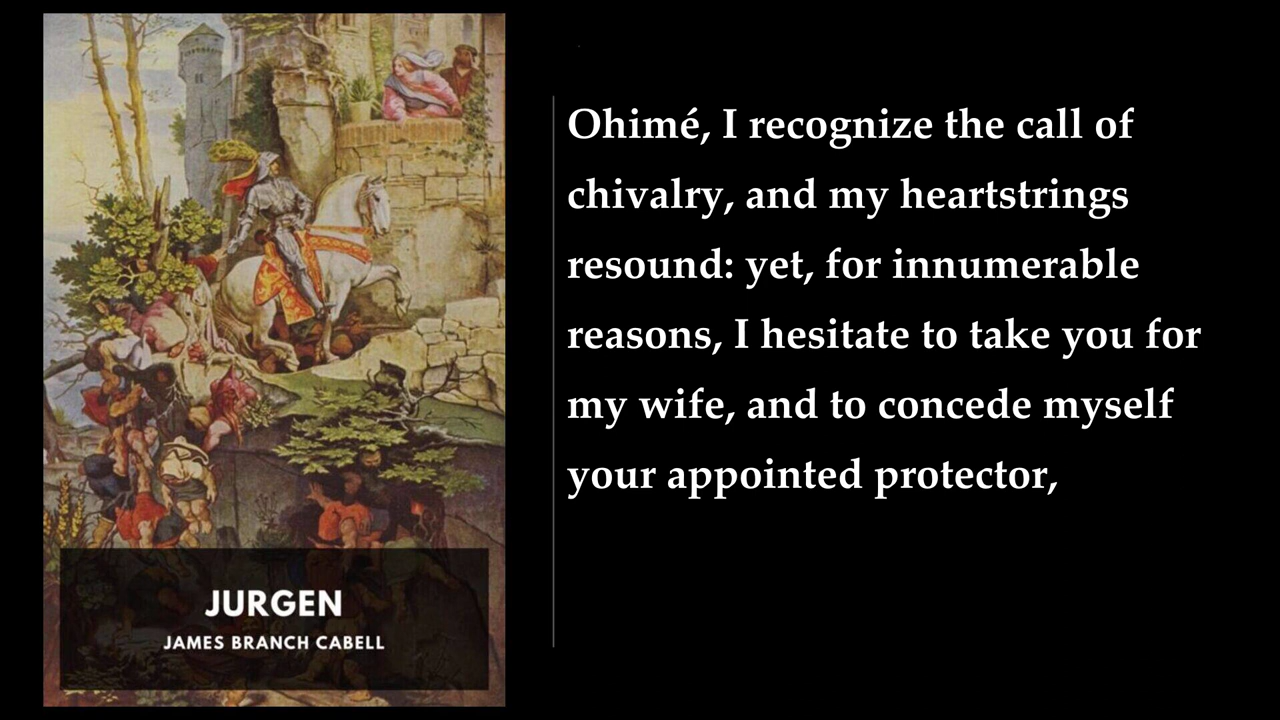 JURGEN
JAMES BRANCH CABELL
Ohimé, I recognize the call of
chivalry, and my heartstrings
resound: yet, for innumerable
reasons, I hesitate to take you for
my wife, and to concede myself
your appointed protector,